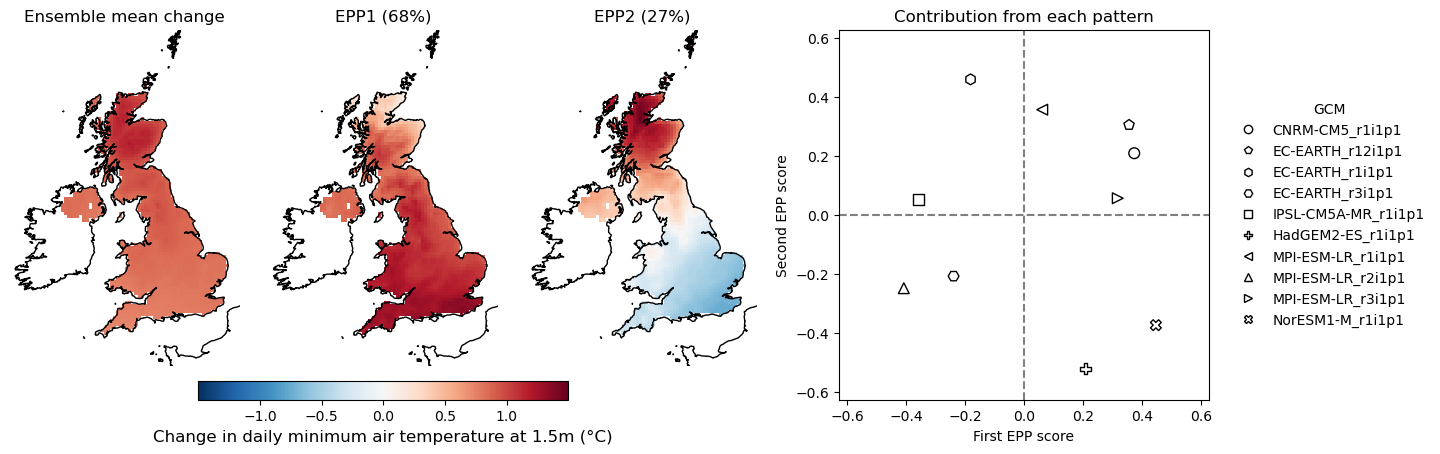 Ensemble mean change
EPP1 (68%)
EPP2 (27%)
−1.0
−0.5
0.0
0.5
1.0
Change in daily minimum air temperature at 1.5m (°C)
Contribution from each pattern
Second EPP score
0.6
0.4
0.2
0.0
−0.2
−0.4
−0.6
−0.6
−0.4
−0.2
0.0
0.2
0.4
0.6
First EPP score
GCM
CNRM-CM5_r1i1p1
EC-EARTH_r12i1p1
EC-EARTH_r1i1p1
EC-EARTH_r3i1p1
IPSL-CM5A-MR_r1i1p1
HadGEM2-ES_r1i1p1
MPI-ESM-LR_r1i1p1
MPI-ESM-LR_r2i1p1
MPI-ESM-LR_r3i1p1
NorESM1-M_r1i1p1